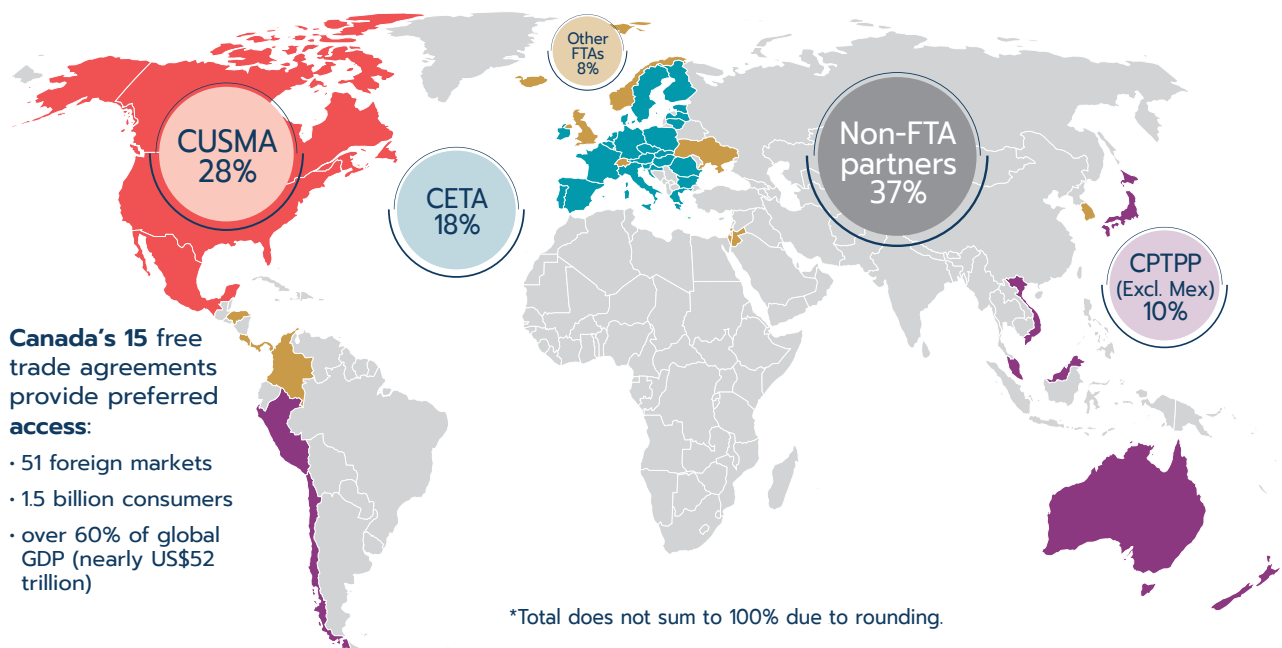 Other
FTAs
8%
CUSMA
28%
CETA
18%
Non-FTA
partners
37%
CPTPP
(Excl. Mex)
10%
Canada's 15 free
trade agreements
provide preferred
access:
· 51 foreign markets
· 1.5 billion consumers
· over 60% of global
GDP (nearly US$52
trillion)
*Total does not sum to 100% due to rounding.